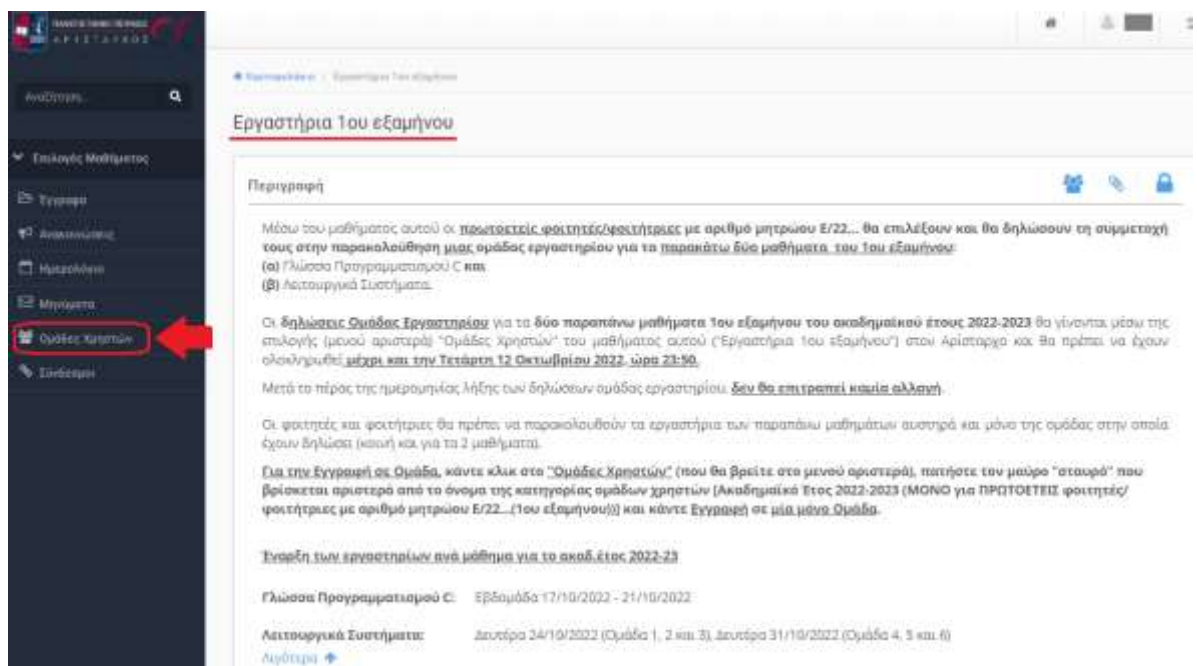 ΑΡΙΣΤΑΡΧΟΣ
Αναζήτηση...
Εργαστήρια 1ου εξαμήνου
Εργαστήρια 1ου εξαμήνου
Επιλογές Μαθήματος
Έγγραφα
Ανακοινώσεις
Ημερολόγιο
Μηνύματα
Ομάδες Χρηστών
Σύνδεσμοι
Περιγραφή
Μέσω του μαθήματος αυτού οι πρωτοετείς φοιτητές/φοιτήτριες με αριθμό μητρώου Ε/22... θα επιλέξουν και θα δηλώσουν τη συμμετοχή
τους στην παρακολούθηση μιας ομάδας εργαστηρίου για τα παρακάτω δύο μαθήματα του 1ου εξαμήνου:
(α) Γλώσσα Προγραμματισμού C και
(β) Λειτουργικά Συστήματα.
Οι δηλώσεις Ομάδας Εργαστηρίου για τα δύο παραπάνω μαθήματα 1ου εξαμήνου του ακαδημαϊκού έτους 2022-2023 θα γίνονται μέσω της
επιλογής (μενού αριστερά) "Ομάδες Χρηστών" του μαθήματος αυτού ("Εργαστήρια 1ου εξαμήνου") στον Αρίσταρχο και θα πρέπει να έχουν
ολοκληρωθεί μέχρι και την Τετάρτη 12 Οκτωβρίου 2022, ώρα 23:50.
Μετά το πέρας της ημερομηνίας λήξης των δηλώσεων ομάδας εργαστηρίου, δεν θα επιτραπεί καμία αλλαγή.
Οι φοιτητές και φοιτήτριες θα πρέπει να παρακολουθούν τα εργαστήρια των παραπάνω μαθημάτων αυστηρά και μόνο της ομάδας στην οποία
έχουν δηλώσει (κοινή και για τα 2 μαθήματα).
Για την Εγγραφή σε Ομάδα, κάντε κλικ στο "Ομάδες Χρηστών" (που θα βρείτε στο μενού αριστερά), πατήστε τον μαύρο "σταυρό" που
βρίσκεται αριστερά από το όνομα της κατηγορίας ομάδων χρηστών [Ακαδημαϊκό Έτος 2022-2023 (ΜΟΝΟ για ΠΡΩΤΟΕΤΕΙΣ φοιτητές/
φοιτήτριες με αριθμό μητρώου Ε/22...(1ου εξαμήνου))] και κάντε Εγγραφή σε μία μόνο Ομάδα.
Έναρξη των εργαστηρίων ανά μάθημα για το ακαδ.έτος 2022-23
Γλώσσα Προγραμματισμού C: Εβδομάδα 17/10/2022 - 21/10/2022
Λειτουργικά Συστήματα: Δευτέρα 24/10/2022 (Ομάδα 1, 2 και 3), Δευτέρα 31/10/2022 (Ομάδα 4, 5 και 6)
Λιγότερα